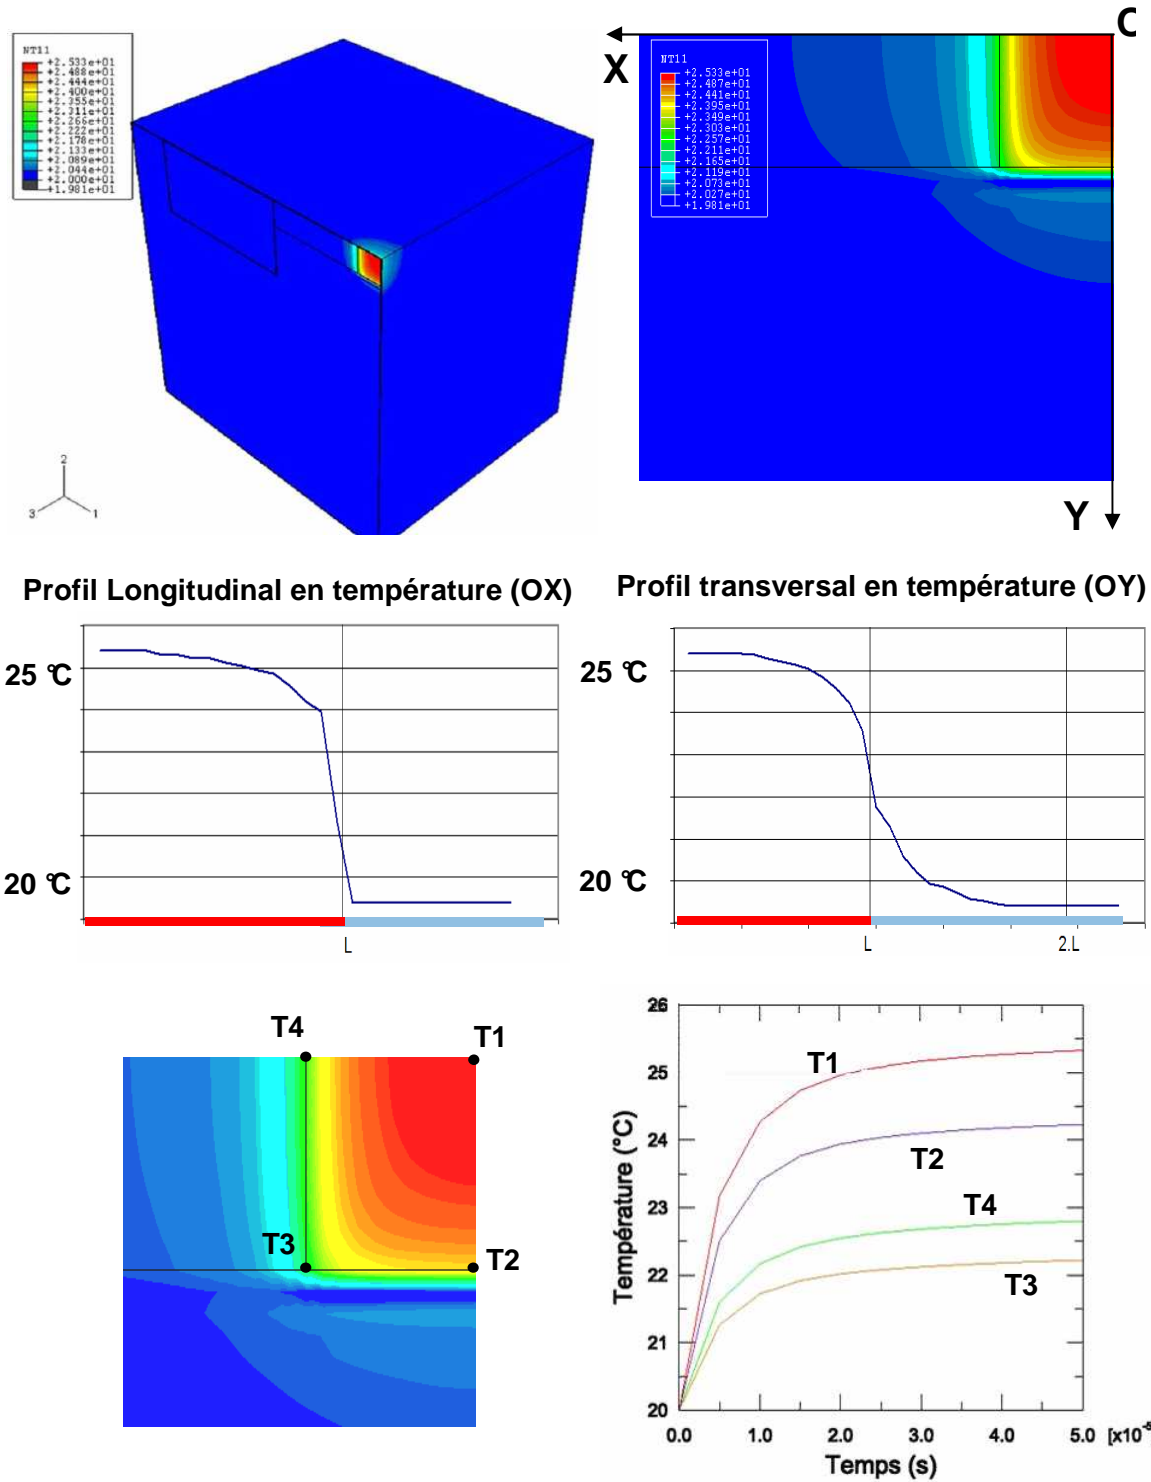 NT11
+2.533e+01
+2.488e+01
+2.444e+01
+2.400e+01
+2.355e+01
+2.311e+01
+2.266e+01
+2.222e+01
+2.178e+01
+2.133e+01
+2.089e+01
+2.044e+01
+2.000e+01
+1.981e+01
2
3
1
O
X
NT11
+2.533e+01
+2.487e+01
+2.441e+01
+2.395e+01
+2.349e+01
+2.303e+01
+2.257e+01
+2.211e+01
+2.165e+01
+2.119e+01
+2.073e+01
+2.027e+01
+1.981e+01
Y
Profil Longitudinal en température (OX)
25 °C
20 °C
L
Profil transversal en température (OY)
25 °C
20 °C
L
2.L
T4
T1
T3
T2
26
25
24
23
22
21
20
Température (°C)
T1
T2
T4
T3
0.0
1.0
2.0
3.0
4.0
5.0
[x10-5
Temps (s)